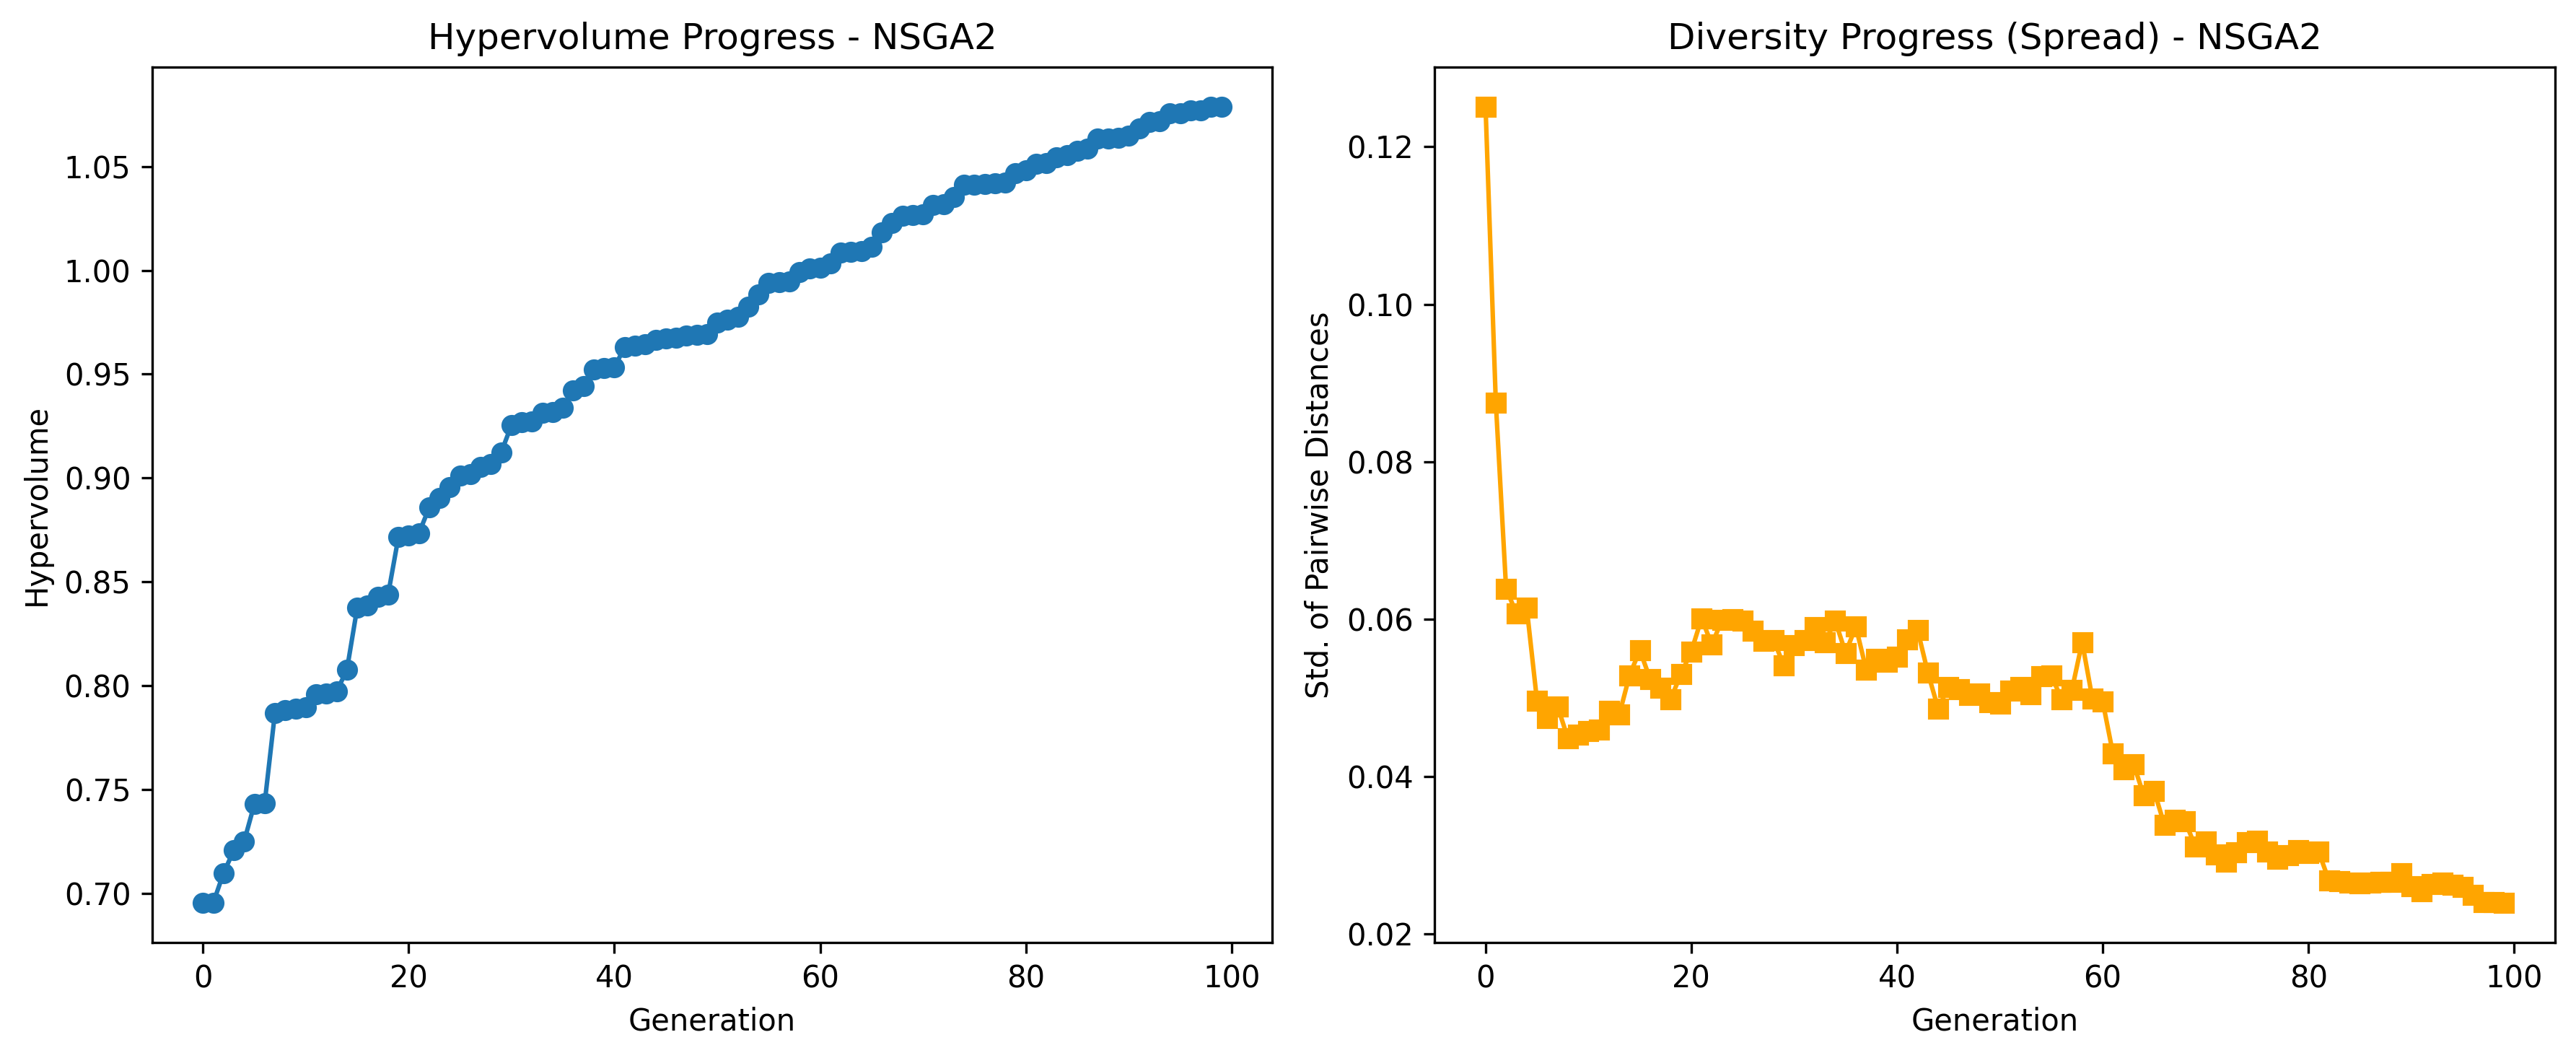 Hypervolume Progress - NSGA2
Hypervolume
1.05
1.00
0.95
0.90
0.85
0.80
0.75
0.70
0 20 40 60 80 100
Generation
Diversity Progress (Spread) - NSGA2
Std. of Pairwise Distances
0.12
0.10
0.08
0.06
0.04
0.02
0 20 40 60 80 100
Generation